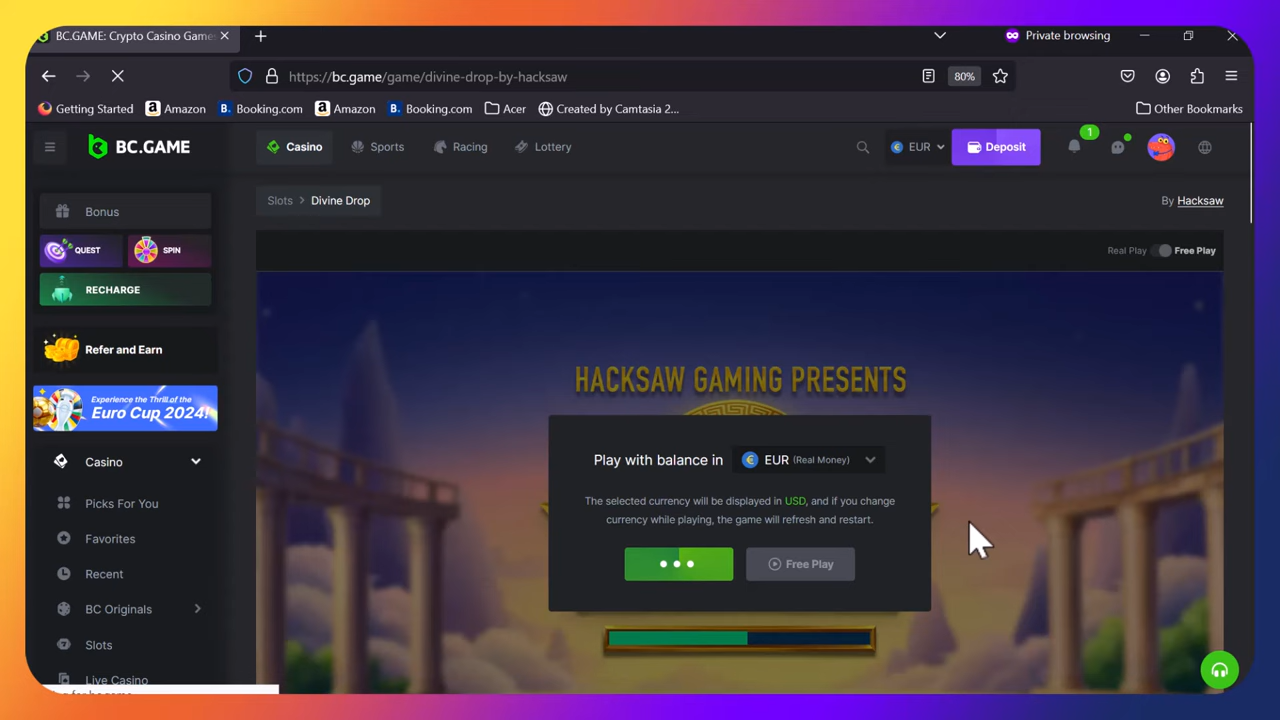 BC.GAME: Crypto Casino Games
Private browsing
https://bc.game/game/divine-drop-by-hacksaw
80%
Getting Started
Amazon
B. Booking.com
Amazon
B. Booking.com
Acer
Created by Camtasia 2...
Other Bookmarks
BC.GAME
Casino
Sports
Racing
Lottery
EUR
Deposit
1
Bonus
QUEST
SPIN
RECHARGE
Refer and Earn
Experience the Thrill of the
Euro Cup 2024!
Casino
Picks For You
Favorites
Recent
BC Originals
Slots
Live Casino
Slots > Divine Drop
By Hacksaw
Real Play
Free Play
HACKSAW GAMING PRESENTS
Play with balance in
EUR (Real Money)
The selected currency will be displayed in USD, and if you change
currency while playing, the game will refresh and restart.
Free Play